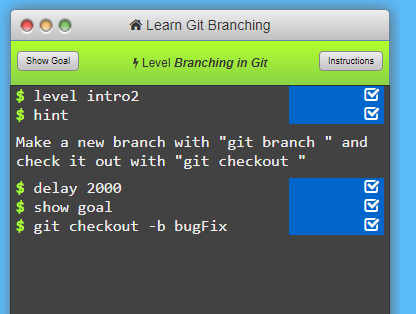 Learn Git Branching
Show Goal
Level Branching in Git
Instructions
$ level intro2
$ hint
Make a new branch with "git branch " and
check it out with "git checkout "
$ delay 2000
$ show goal
$ git checkout -b bugFix